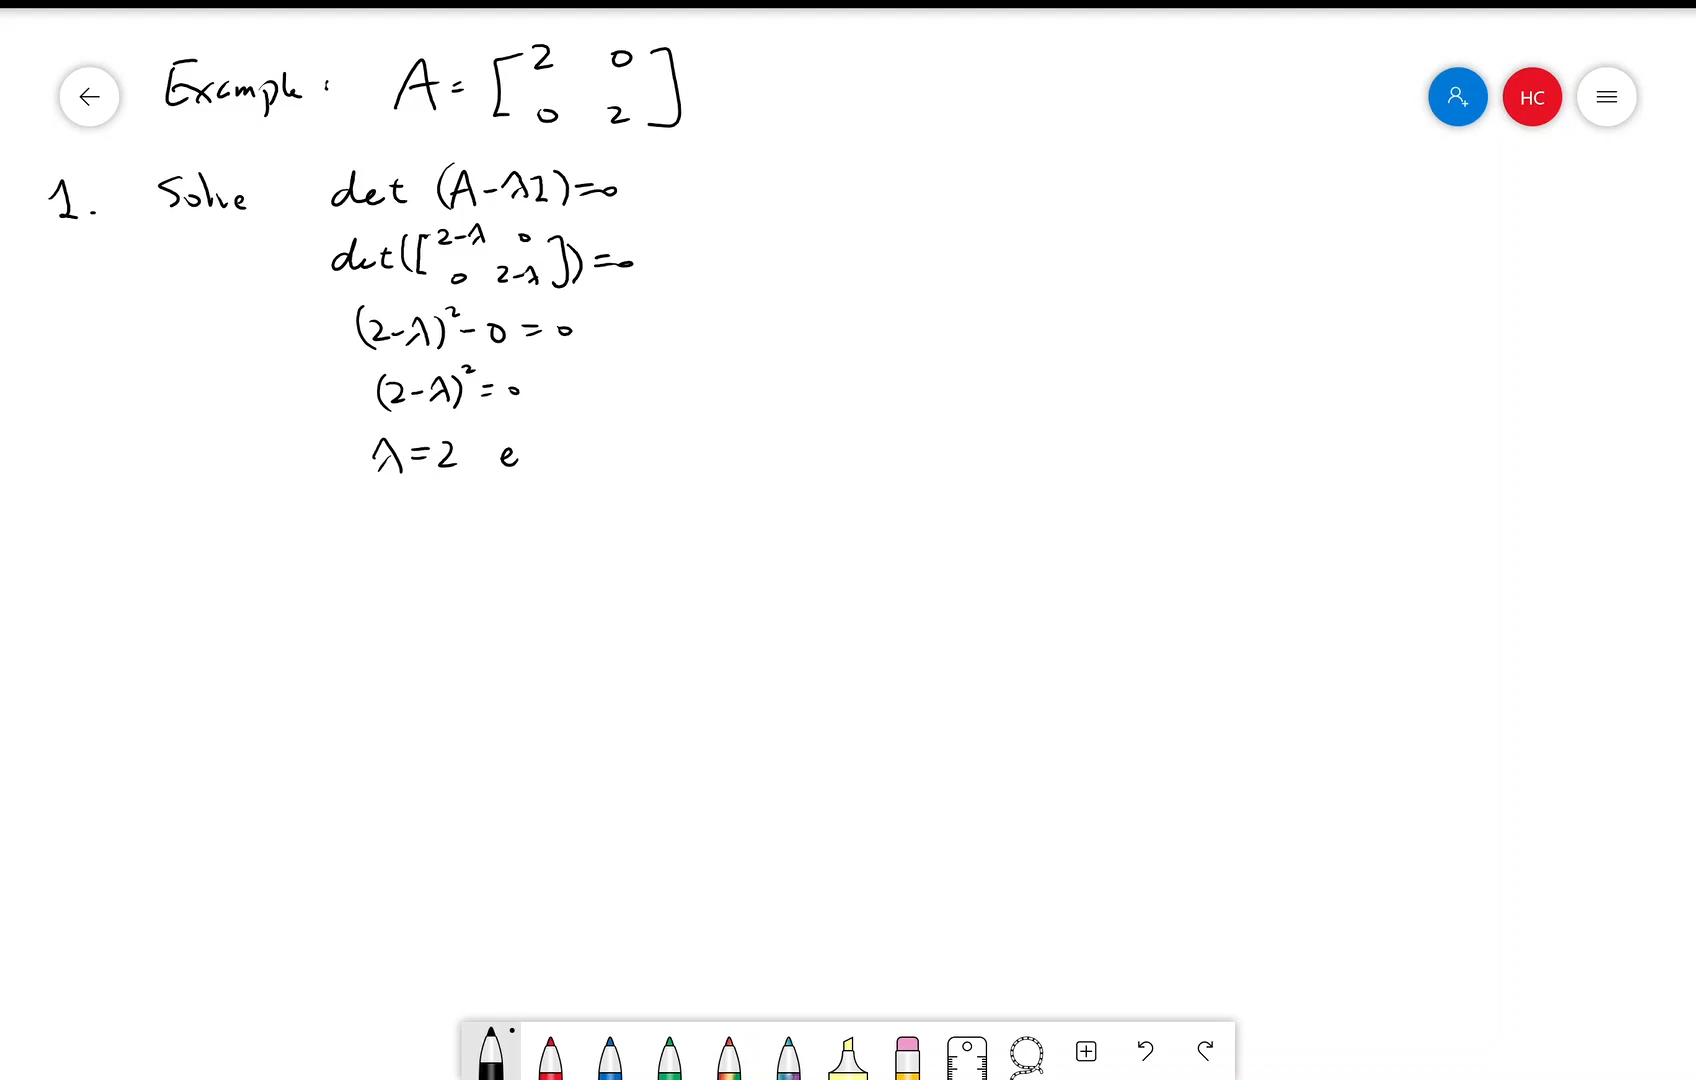 Example: A = [2 0
0 2]
HC
1. Solve det (A-λI)=0
det([2-λ 0
0 2-λ])=0
(2-λ)²-0=0
(2-λ)²=0
λ=2 e